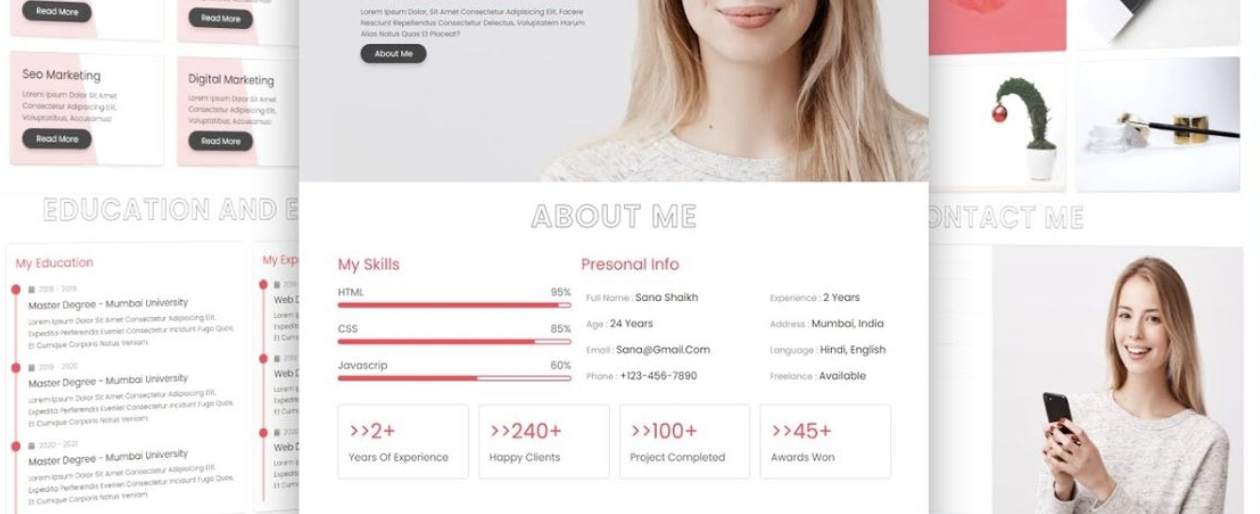 Read More
Read More
Seo Marketing
Lorem Ipsum Dolor Sit Amet
Consectetur Adipisicing Elit,
Voluptatibus, Accusamus!
Read More
Digital Marketing
Lorem Ipsum Dolor Sit Amet
Consectetur Adipisicing Elit,
Voluptatibus, Accusamus!
Read More
EDUCATION AND E
My Education
2018 - 2019
Master Degree - Mumbai University
Lorem Ipsum Dolor Sit Amet Consectetur Adipisicing Elit,
Expedita Perferendis Eveniet Consectetur Incidunt Fuga Quos,
Et Cumque Corporis Natus Veniam.
2019 - 2020
Master Degree - Mumbai University
Lorem Ipsum Dolor Sit Amet Consectetur Adipisicing Elit,
Expedita Perferendis Eveniet Consectetur Incidunt Fuga Quos,
Et Cumque Corporis Natus Veniam.
2020 - 2021
Master Degree - Mumbai University
Lorem Ipsum Dolor Sit Amet Consectetur Adipisicing Elit,
Expedita Perferendis Eveniet Consectetur Incidunt Fuga Quos,
Et Cumque Corporis Natus Veniam.
My Exp
Web D
Web D
Web D
Lorem Ipsum Dolor, Sit Amet Consectetur Adipisicing Elit. Facere
Nesciunt Repellendus Consectetur Delectus, Voluptatem Harum
Alias Natus Quas Et Placeat?
About Me
ABOUT ME
My Skills
HTML 95%
CSS 85%
Javascrip 60%
Presonal Info
Full Name : Sana Shaikh
Age : 24 Years
Email : Sana@Gmail.Com
Phone : +123-456-7890
Experience : 2 Years
Address : Mumbai, India
Language : Hindi, English
Freelance : Available
>>2+
Years Of Experience
>>240+
Happy Clients
>>100+
Project Completed
>>45+
Awards Won
ONTACT ME